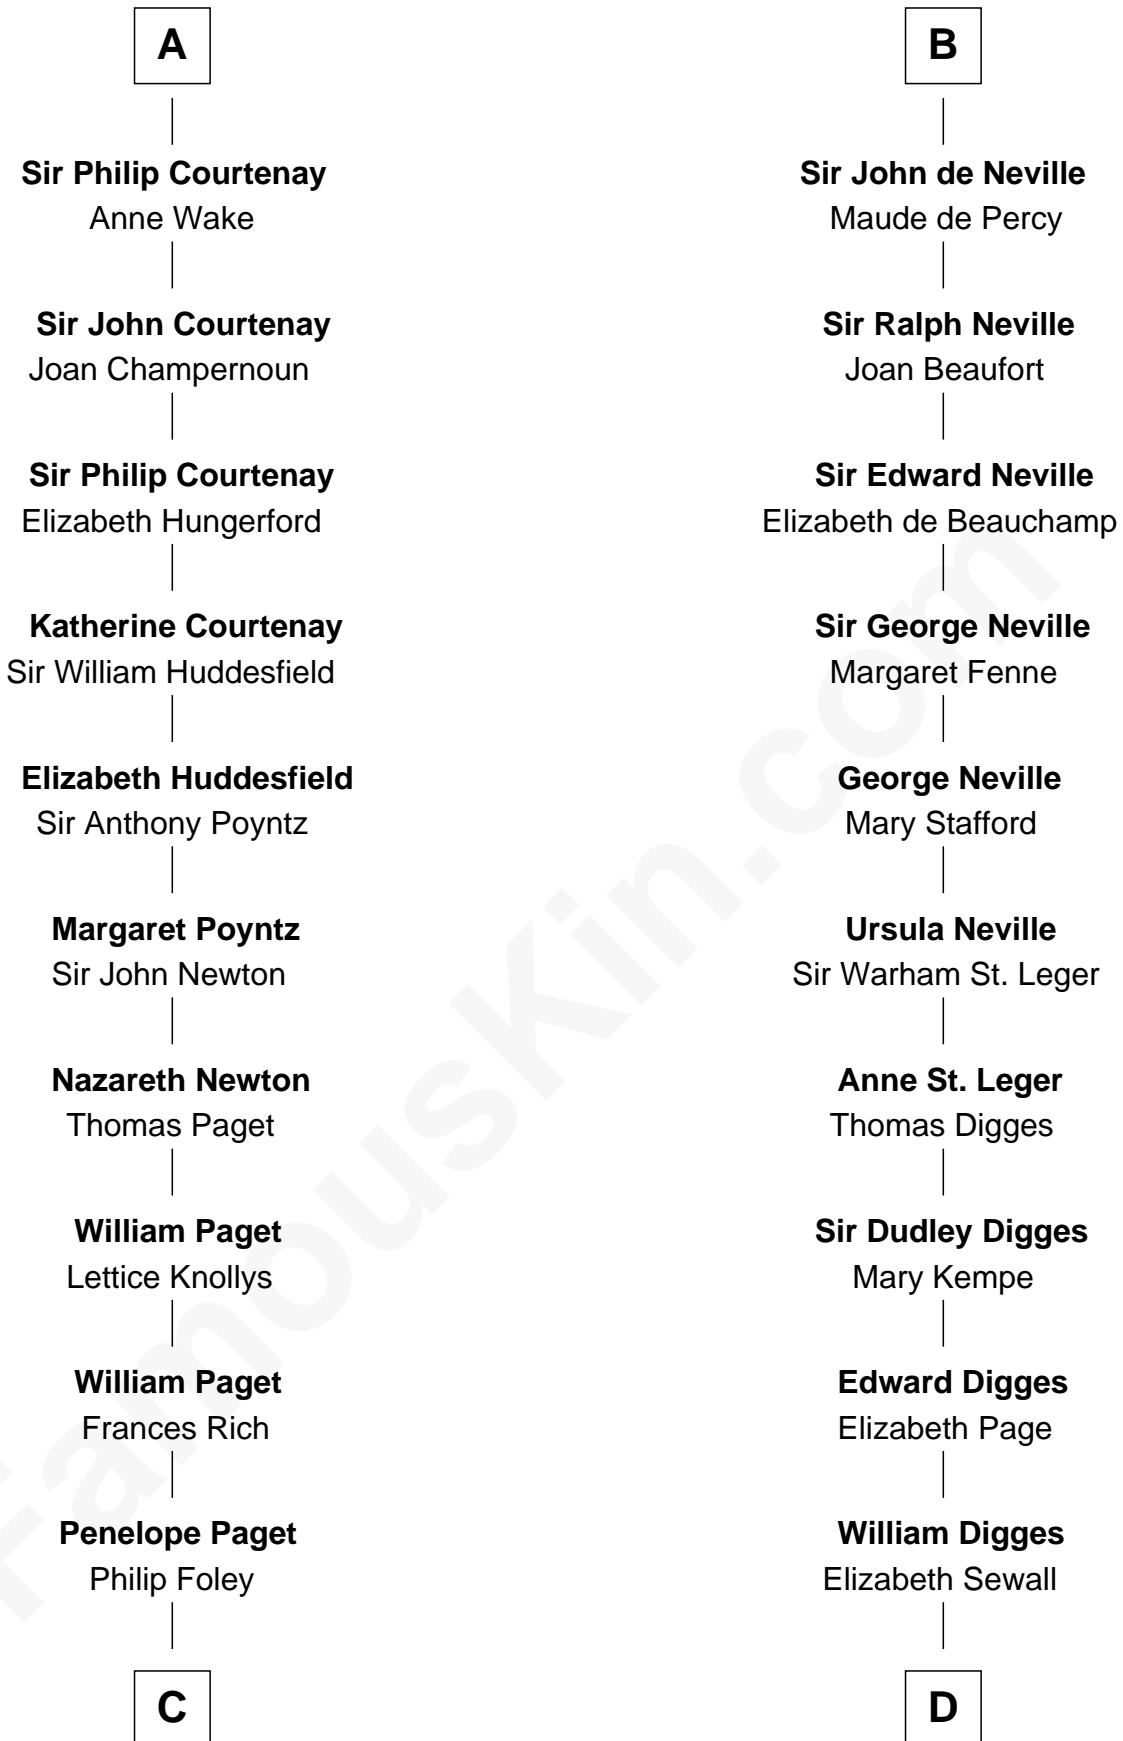 A
Sir Philip Courtenay
Anne Wake
Sir John Courtenay
Joan Champernoun
Sir Philip Courtenay
Elizabeth Hungerford
Katherine Courtenay
Sir William Huddesfield
Elizabeth Huddesfield
Sir Anthony Poyntz
Margaret Poyntz
Sir John Newton
Nazareth Newton
Thomas Paget
William Paget
Lettice Knollys
William Paget
Frances Rich
Penelope Paget
Philip Foley
C
B
Sir John de Neville
Maude de Percy
Sir Ralph Neville
Joan Beaufort
Sir Edward Neville
Elizabeth de Beauchamp
Sir George Neville
Margaret Fenne
George Neville
Mary Stafford
Ursula Neville
Sir Warham St. Leger
Anne St. Leger
Thomas Digges
Sir Dudley Digges
Mary Kempe
Edward Digges
Elizabeth Page
William Digges
Elizabeth Sewall
D
FamousKin.com